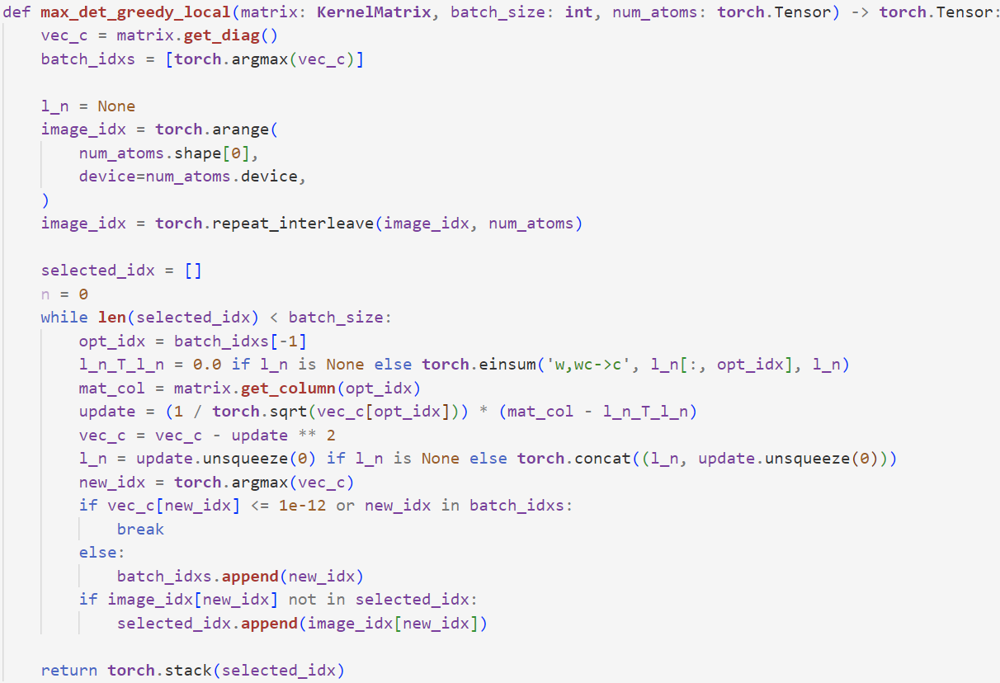 def max_det_greedy_local(matrix: KernelMatrix, batch_size: int, num_atoms: torch.Tensor) -> torch.Tensor:
    vec_c = matrix.get_diag()
    batch_idxs = [torch.argmax(vec_c)]

    l_n = None
    image_idx = torch.arange(
        num_atoms.shape[0],
        device=num_atoms.device,
    )
    image_idx = torch.repeat_interleave(image_idx, num_atoms)

    selected_idx = []
    n = 0
    while len(selected_idx) < batch_size:
        opt_idx = batch_idxs[-1]
        l_n_T_l_n = 0.0 if l_n is None else torch.einsum('w,wc->c', l_n[:, opt_idx], l_n)
        mat_col = matrix.get_column(opt_idx)
        update = (1 / torch.sqrt(vec_c[opt_idx])) * (mat_col - l_n_T_l_n)
        vec_c = vec_c - update ** 2
        l_n = update.unsqueeze(0) if l_n is None else torch.concat((l_n, update.unsqueeze(0)))
        new_idx = torch.argmax(vec_c)
        if vec_c[new_idx] <= 1e-12 or new_idx in batch_idxs:
            break
        else:
            batch_idxs.append(new_idx)
        if image_idx[new_idx] not in selected_idx:
            selected_idx.append(image_idx[new_idx])

    return torch.stack(selected_idx)